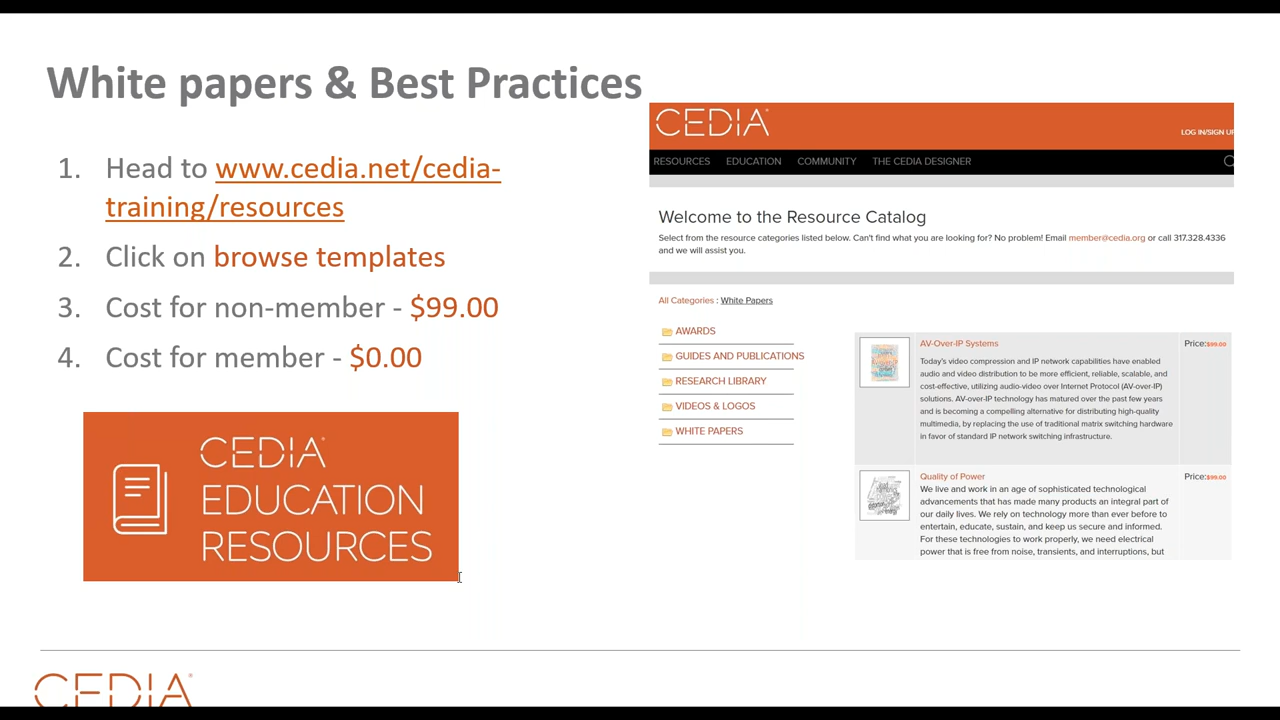 White papers & Best Practices
1. Head to www.cedia.net/cedia-
training/resources
2. Click on browse templates
3. Cost for non-member - $99.00
4. Cost for member - $0.00
CEDIA
EDUCATION
RESOURCES
CEDIA
LOG IN/SIGN U
RESOURCES EDUCATION COMMUNITY THE CEDIA DESIGNER
Welcome to the Resource Catalog
Select from the resource categories listed below. Can't find what you are looking for? No problem! Email member@cedia.org or call 317.328.4336
and we will assist you.
All Categories : White Papers
AWARDS
GUIDES AND PUBLICATIONS
RESEARCH LIBRARY
VIDEOS & LOGOS
WHITE PAPERS
AV-Over-IP Systems
Price:$99.00
Today's video compression and IP network capabilities have enabled
audio and video distribution to be more efficient, reliable, scalable, and
cost-effective, utilizing audio-video over Internet Protocol (AV-over-IP)
solutions. AV-over-IP technology has matured over the past few years
and is becoming a compelling alternative for distributing high-quality
multimedia, by replacing the use of traditional matrix switching hardware
in favor of standard IP network switching infrastructure.
Quality of Power
Price:$99.00
We live and work in an age of sophisticated technological
advancements that has made many products an integral part of
our daily lives. We rely on technology more than ever before to
entertain, educate, sustain, and keep us secure and informed.
For these technologies to work properly, we need electrical
power that is free from noise, transients, and interruptions, but
CEDIA